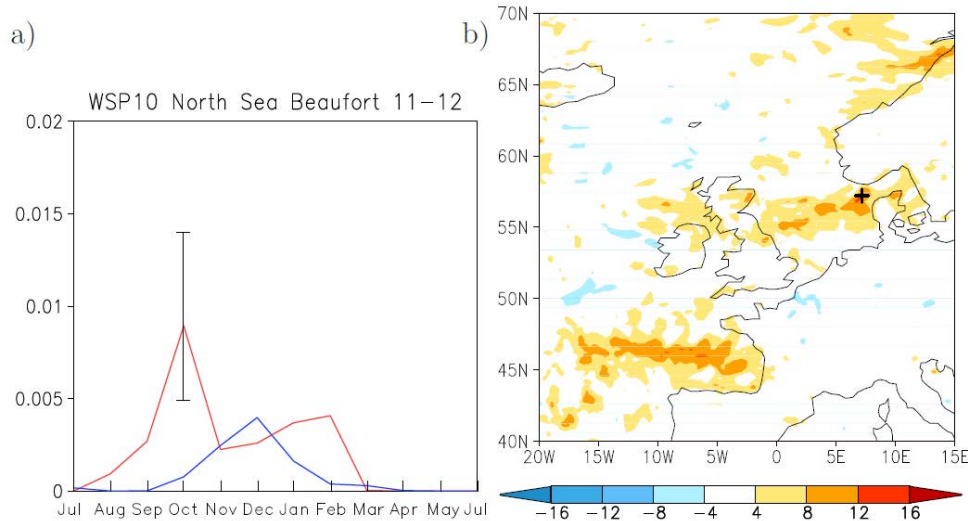 a)
WSP10 North Sea Beaufort 11-12
0.02
0.015
0.01
0.005
0
Jul Aug Sep Oct Nov Dec Jan Feb Mar Apr May Jun Jul
b)
70N
65N
60N
55N
50N
45N
40N
20W 15W 10W 5W 0 5E 10E 15E
-16 -12 -8 -4 4 8 12 16